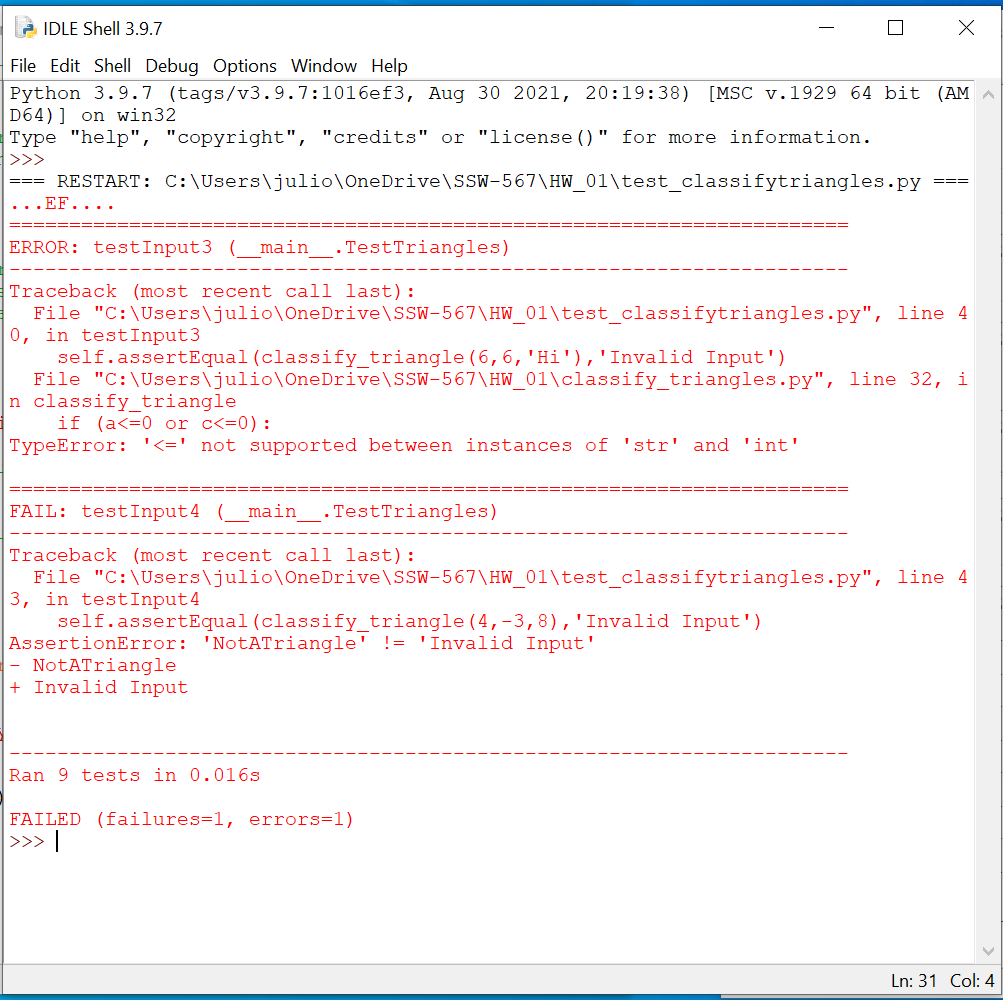 IDLE Shell 3.9.7
File Edit Shell Debug Options Window Help
Python 3.9.7 (tags/v3.9.7:1016ef3, Aug 30 2021, 20:19:38) [MSC v.1929 64 bit (AM
D64)] on win32
Type "help", "copyright", "credits" or "license()" for more information.
>>>
=== RESTART: C:\Users\julio\OneDrive\SSW-567\HW_01\test_classifytriangles.py ===
...EF....
======================================================================
ERROR: testInput3 (__main__.TestTriangles)
----------------------------------------------------------------------
Traceback (most recent call last):
  File "C:\Users\julio\OneDrive\SSW-567\HW_01\test_classifytriangles.py", line 4
0, in testInput3
    self.assertEqual(classify_triangle(6,6,'Hi'),'Invalid Input')
  File "C:\Users\julio\OneDrive\SSW-567\HW_01\classify_triangles.py", line 32, i
n classify_triangle
    if (a<=0 or c<=0):
TypeError: '<=' not supported between instances of 'str' and 'int'
======================================================================
FAIL: testInput4 (__main__.TestTriangles)
----------------------------------------------------------------------
Traceback (most recent call last):
  File "C:\Users\julio\OneDrive\SSW-567\HW_01\test_classifytriangles.py", line 4
3, in testInput4
    self.assertEqual(classify_triangle(4,-3,8),'Invalid Input')
AssertionError: 'NotATriangle' != 'Invalid Input'
- NotATriangle
+ Invalid Input
----------------------------------------------------------------------
Ran 9 tests in 0.016s
FAILED (failures=1, errors=1)
>>>
Ln: 31 Col: 4